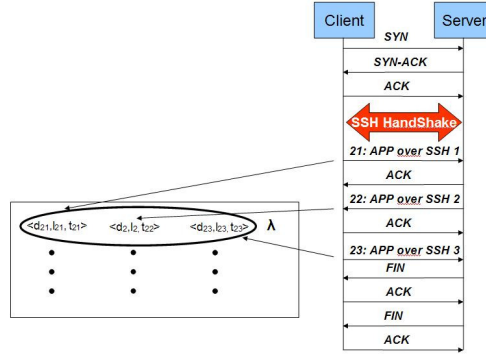 Client
Server
SYN
SYN-ACK
ACK
SSH HandShake
21: APP over SSH 1
ACK
22: APP over SSH 2
ACK
23: APP over SSH 3
FIN
ACK
FIN
ACK
<d21,l21, t21> <d2,l2, t22> <d23,l23, t23> λ